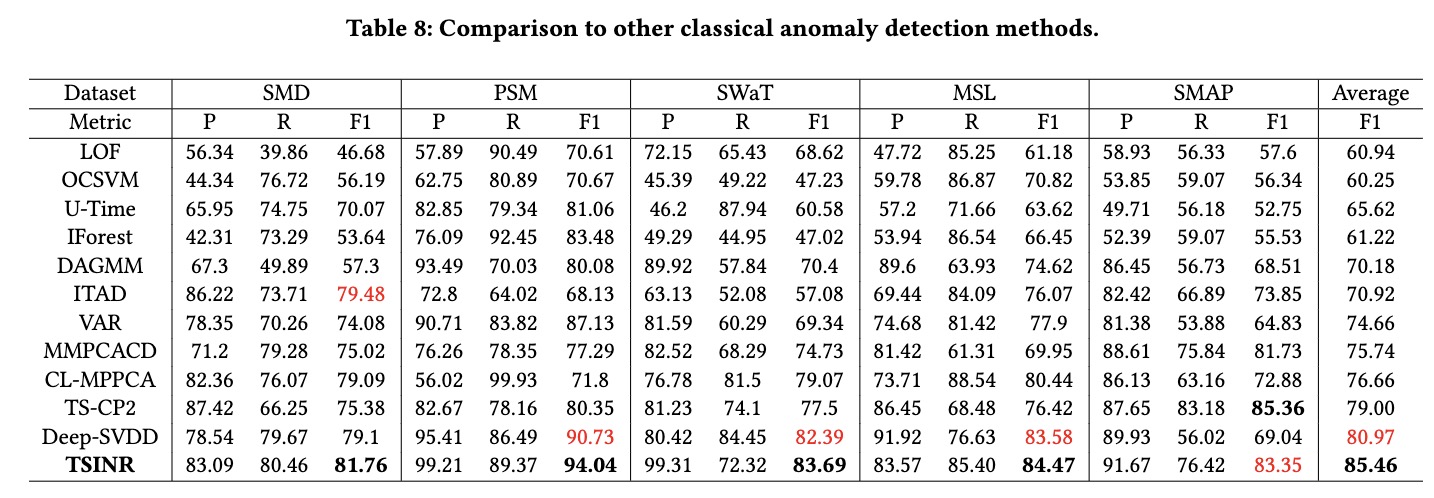 Table 8: Comparison to other classical anomaly detection methods.
Dataset SMD PSM SWaT MSL SMAP Average
Metric P R F1 P R F1 P R F1 P R F1 P R F1 F1
LOF 56.34 39.86 46.68 57.89 90.49 70.61 72.15 65.43 68.62 47.72 85.25 61.18 58.93 56.33 57.6 60.94
OCSVM 44.34 76.72 56.19 62.75 80.89 70.67 45.39 49.22 47.23 59.78 86.87 70.82 53.85 59.07 56.34 60.25
U-Time 65.95 74.75 70.07 82.85 79.34 81.06 46.2 87.94 60.58 57.2 71.66 63.62 49.71 56.18 52.75 65.62
IForest 42.31 73.29 53.64 76.09 92.45 83.48 49.29 44.95 47.02 53.94 86.54 66.45 52.39 59.07 55.53 61.22
DAGMM 67.3 49.89 57.3 93.49 70.03 80.08 89.92 57.84 70.4 89.6 63.93 74.62 86.45 56.73 68.51 70.18
ITAD 86.22 73.71 79.48 72.8 64.02 68.13 63.13 52.08 57.08 69.44 84.09 76.07 82.42 66.89 73.85 70.92
VAR 78.35 70.26 74.08 90.71 83.82 87.13 81.59 60.29 69.34 74.68 81.42 77.9 81.38 53.88 64.83 74.66
MMPCACD 71.2 79.28 75.02 76.26 78.35 77.29 82.52 68.29 74.73 81.42 61.31 69.95 88.61 75.84 81.73 75.74
CL-MPPCA 82.36 76.07 79.09 56.02 99.93 71.8 76.78 81.5 79.07 73.71 88.54 80.44 86.13 63.16 72.88 76.66
TS-CP2 87.42 66.25 75.38 82.67 78.16 80.35 81.23 74.1 77.5 86.45 68.48 76.42 87.65 83.18 85.36 79.00
Deep-SVDD 78.54 79.67 79.1 95.41 86.49 90.73 80.42 84.45 82.39 91.92 76.63 83.58 89.93 56.02 69.04 80.97
TSINR 83.09 80.46 81.76 99.21 89.37 94.04 99.31 72.32 83.69 83.57 85.40 84.47 91.67 76.42 83.35 85.46